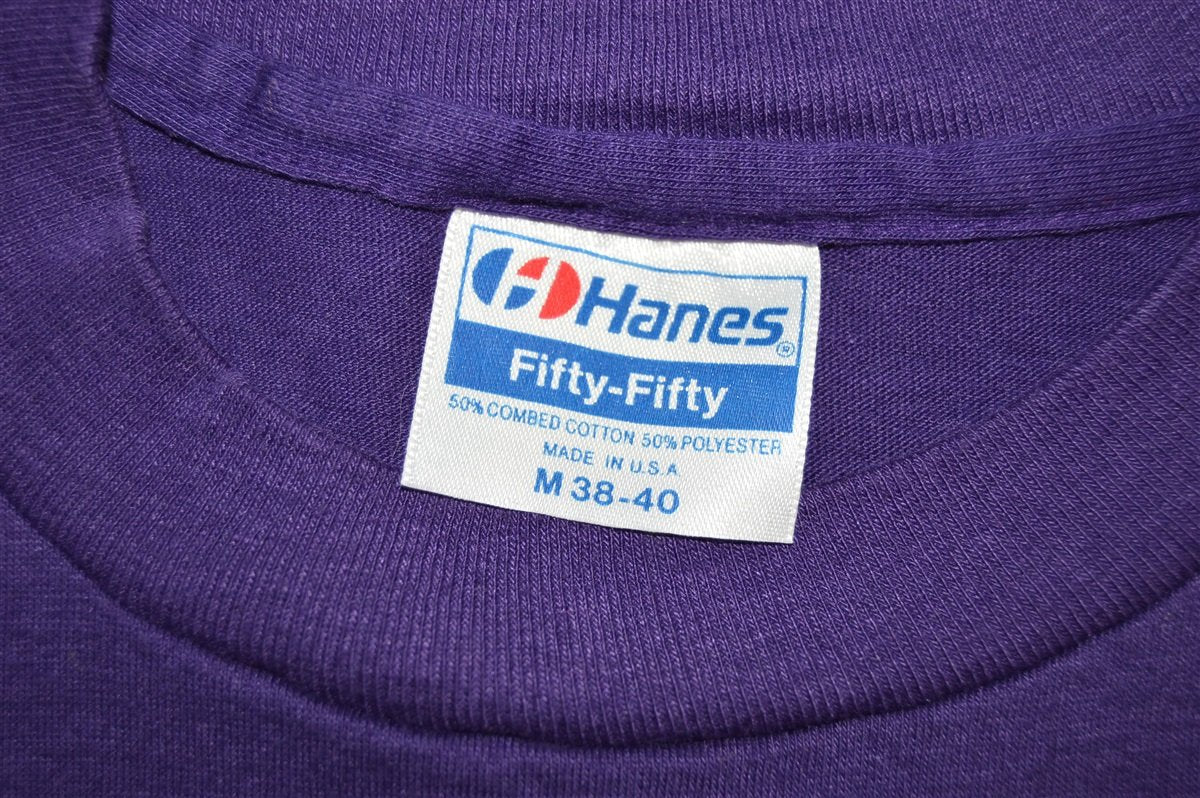 Hanes®
Fifty-Fifty
50% COMBED COTTON 50% POLYESTER
MADE IN U.S.A
M 38-40